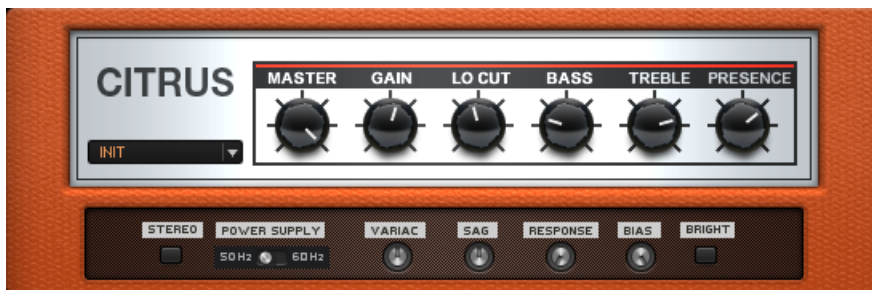 CITRUS
INIT
MASTER GAIN LO CUT BASS TREBLE PRESENCE
STEREO POWER SUPPLY VARIAC SAG RESPONSE BIAS BRIGHT
50Hz 60Hz